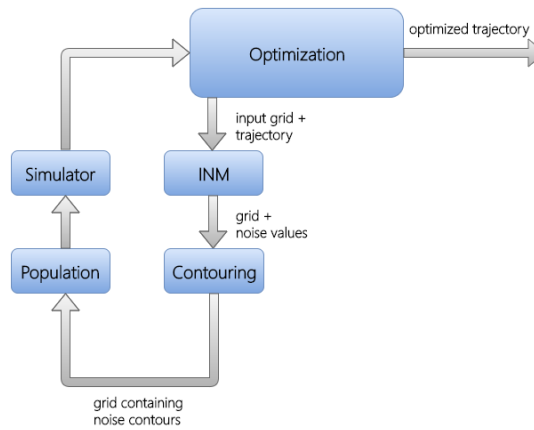 optimized trajectory
Optimization
input grid +
trajectory
Simulator
INM
grid +
noise values
Population
Contouring
grid containing
noise contours